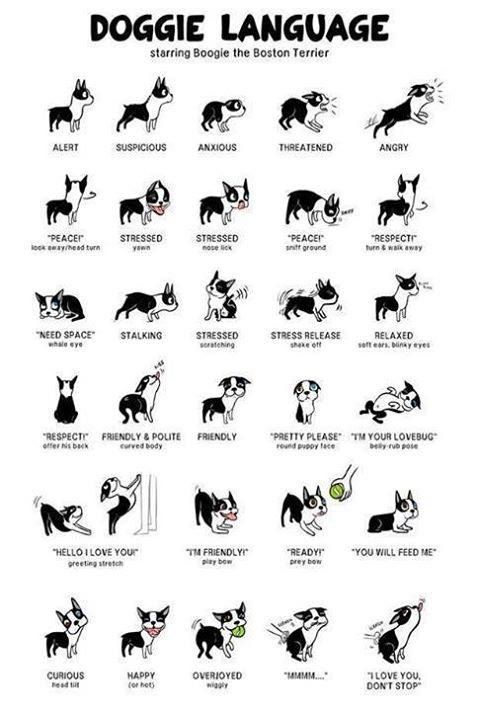 DOGGIE LANGUAGE
starring Boogie the Boston Terrier
ALERT
SUSPICIOUS
ANXIOUS
THREATENED
ANGRY
"PEACE!"
look away/head turn
STRESSED
yawn
STRESSED
nose lick
"PEACE!"
sniff ground
SNIFF
"RESPECT!"
turn & walk away
"NEED SPACE"
whale eye
STALKING
STRESSED
scratching
STRESS RELEASE
shake off
RELAXED
soft ears, blinky eyes
"RESPECT!"
offer his back
FRIENDLY & POLITE
curved body
FRIENDLY
"PRETTY PLEASE"
round puppy face
"I'M YOUR LOVEBUG"
belly-rub pose
"HELLO I LOVE YOU!"
greeting stretch
"I'M FRIENDLY!"
play bow
"READY!"
prey bow
"YOU WILL FEED ME"
CURIOUS
head tilt
HAPPY
(or hot)
OVERJOYED
wiggly
"MMMM...."
"I LOVE YOU,
DON'T STOP"